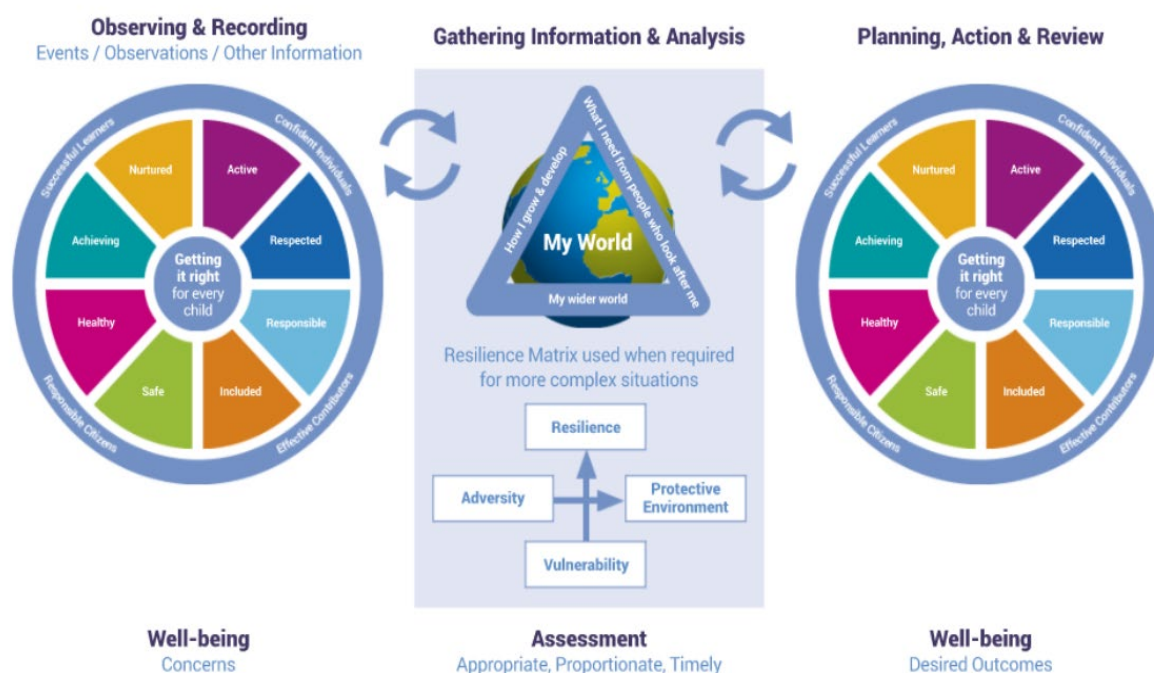 Observing & Recording
Events / Observations / Other Information
Successful Learners
Confident Individuals
Nurtured
Active
Achieving
Respected
Getting
it right
for every
child
Healthy
Responsible
Safe
Included
Responsible Citizens
Effective Contributors
Well-being
Concerns
Gathering Information & Analysis
How I grow & develop
What I need from people who look after me
My World
My wider world
Resilience Matrix used when required
for more complex situations
Resilience
Adversity
Protective
Environment
Vulnerability
Assessment
Appropriate, Proportionate, Timely
Planning, Action & Review
Successful Learners
Confident Individuals
Nurtured
Active
Achieving
Respected
Getting
it right
for every
child
Healthy
Responsible
Safe
Included
Responsible Citizens
Effective Contributors
Well-being
Desired Outcomes